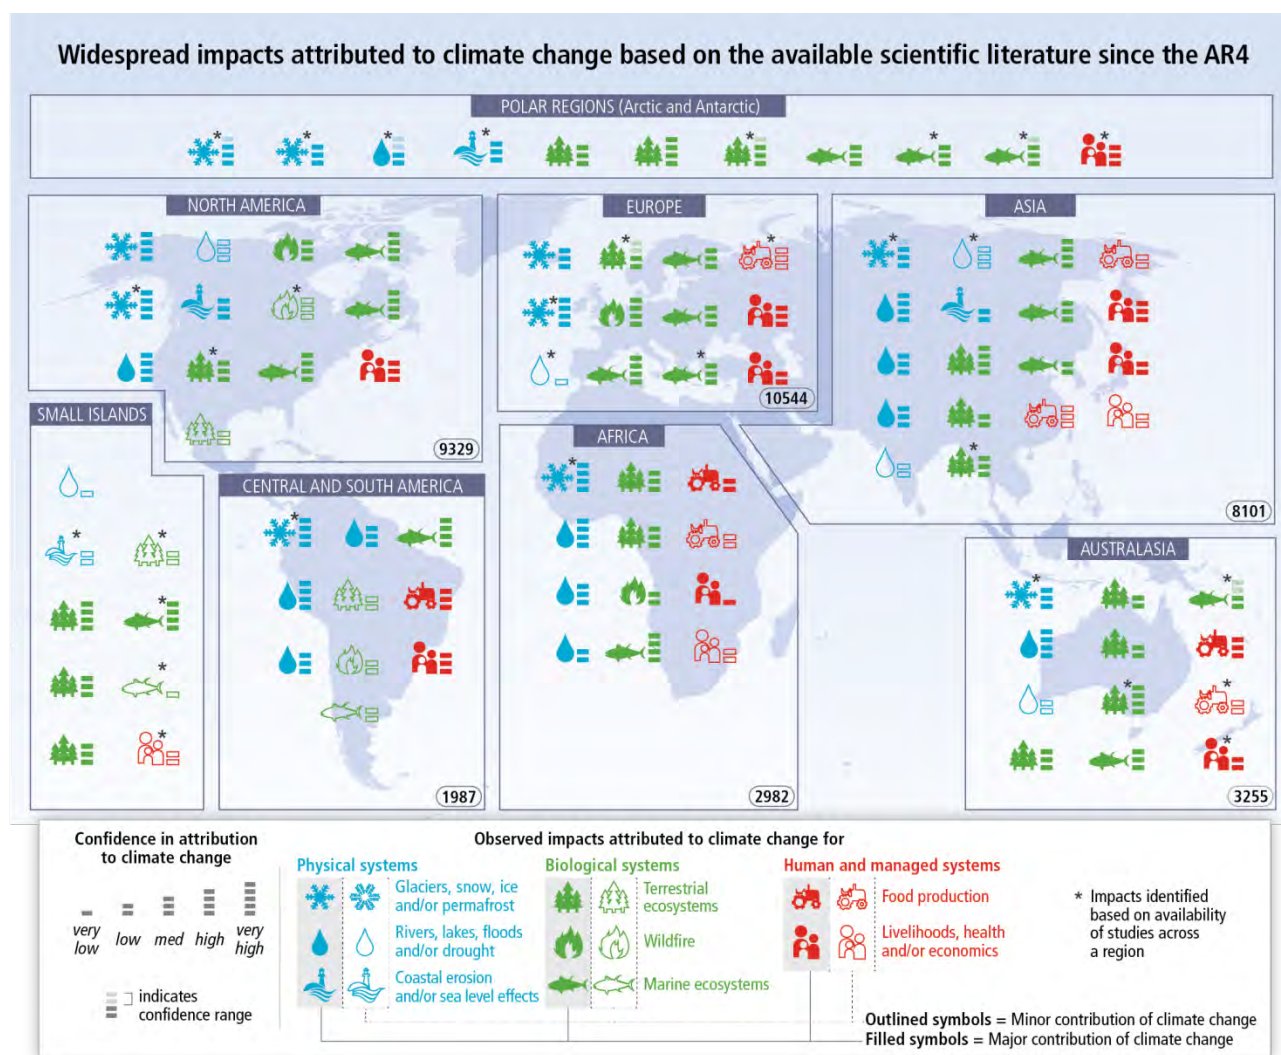 Widespread impacts attributed to climate change based on the available scientific literature since the AR4
POLAR REGIONS (Arctic and Antarctic)
* * * * * * * *
NORTH AMERICA
* * *
9329
EUROPE
* * * * *
10544
ASIA
* * *
8101
SMALL ISLANDS
* * * * *
CENTRAL AND SOUTH AMERICA
*
1987
AFRICA
*
2982
AUSTRALASIA
* * * * *
3255
Confidence in attribution
to climate change
very
low
low
med
high
very
high
indicates
confidence range
Observed impacts attributed to climate change for
Physical systems
Glaciers, snow, ice
and/or permafrost
Rivers, lakes, floods
and/or drought
Coastal erosion
and/or sea level effects
Biological systems
Terrestrial
ecosystems
Wildfire
Marine ecosystems
Human and managed systems
Food production
Livelihoods, health
and/or economics
* Impacts identified
based on availability
of studies across
a region
Outlined symbols = Minor contribution of climate change
Filled symbols = Major contribution of climate change